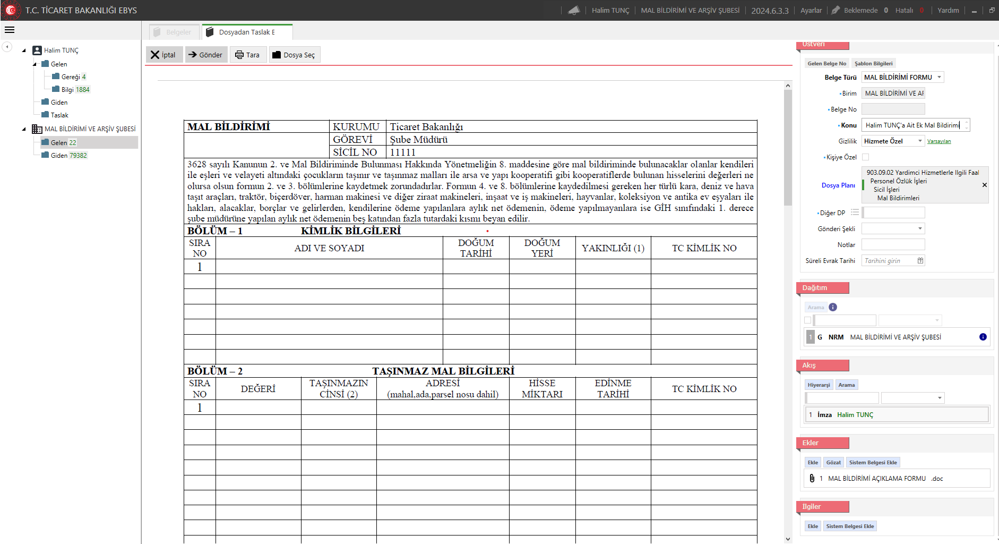 T.C. TİCARET BAKANLIĞI EBYS
Halim TUNÇ
MAL BİLDİRİMİ VE ARŞİV ŞUBESİ
2024.6.3.3
Ayarlar
Beklemede 0 Hatalı 0
Yardım
Belgeler
Dosyadan Taslak E
Halim TUNÇ
Gelen
Gereği 4
Bilgi 1884
Giden
Taslak
MAL BİLDİRİMİ VE ARŞİV ŞUBESİ
Gelen 22
Giden 79382
İptal
Gönder
Tara
Dosya Seç
MAL BİLDİRİMİ
KURUMU Ticaret Bakanlığı
GÖREVİ Şube Müdürü
SİCİL NO 11111
3628 sayılı Kanunun 2. ve Mal Bildiriminde Bulunması Hakkında Yönetmeliğin 8. maddesine göre mal bildiriminde bulunacaklar olanlar kendileri
ile eşleri ve velayeti altındaki çocukların taşınır ve taşınmaz malları ile arsa ve yapı kooperatifi gibi kooperatiflerde bulunan hisselerini değerleri ne
olursa olsun formun 2. ve 3. bölümlerine kaydetmek zorundadırlar. Formun 4. ve 8. bölümlerine kaydedilmesi gereken her türlü kara, deniz ve hava
taşıt araçları, traktör, biçerdöver, harman makinesi ve diğer ziraat makineleri, inşaat ve iş makineleri, hayvanlar, koleksiyon ve antika ev eşyaları ile
hakları, alacaklar, borçlar ve gelirlerden, kendilerine ödeme yapılanlara aylık net ödemenin, ödeme yapılmayanlara ise GİH sınıfındaki 1. derece
şube müdürüne yapılan aylık net ödemenin beş katından fazla tutardaki kısmı beyan edilir.
BÖLÜM – 1 KİMLİK BİLGİLERİ
SIRA NO
ADI VE SOYADI
DOĞUM TARİHİ
DOĞUM YERİ
YAKINLIĞI (1)
TC KİMLİK NO
1
BÖLÜM – 2 TAŞINMAZ MAL BİLGİLERİ
SIRA NO
DEĞERİ
TAŞINMAZIN CİNSİ (2)
ADRESİ
(mahal,ada,parsel nosu dahil)
HİSSE MİKTARI
EDİNME TARİHİ
TC KİMLİK NO
1
Üstveri
Gelen Belge No
Şablon Bilgileri
Belge Türü MAL BİLDİRİMİ FORMU
Birim MAL BİLDİRİMİ VE AR
Belge No
Konu Halim TUNÇ'a Ait Ek Mal Bildirimi
Gizlilik Hizmete Özel Varsayılan
Kişiye Özel
Dosya Planı
903.09.02 Yardimci Hizmetlerle Ilgili Faal
Personel Özlük İşleri
Sicil İşleri
Mal Bildirimleri
Diğer DP
Gönderi Şekli
Notlar
Süreli Evrak Tarihi Tarihini girin
Dağıtım
Arama
1 G NRM MAL BİLDİRİMİ VE ARŞİV ŞUBESİ
Akış
Hiyerarşi
Arama
1 İmza Halim TUNÇ
Ekler
Ekle
Gözat
Sistem Belgesi Ekle
1 MAL BİLDİRİMİ AÇIKLAMA FORMU .doc
İlgiler
Ekle
Sistem Belgesi Ekle